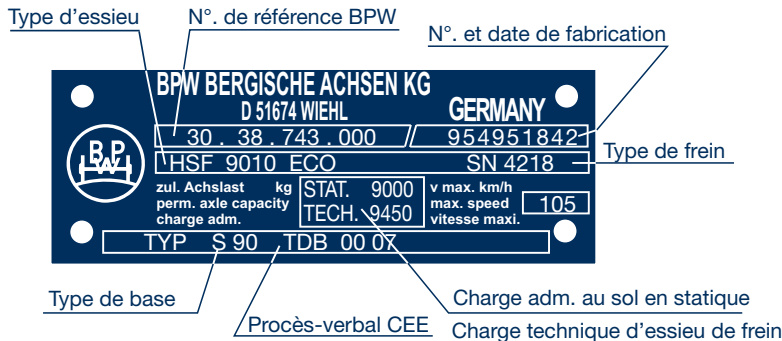 Type d'essieu
N°. de référence BPW
N°. et date de fabrication
BPW BERGISCHE ACHSEN KG
D 51674 WIEHL
GERMANY
30 . 38 . 743 . 000 / 954951842
BPW
HSF 9010 ECO SN 4218
Type de frein
zul. Achslast kg
perm. axle capacity
charge adm.
STAT. 9000
TECH. 9450
v max. km/h
max. speed
vitesse maxi.
105
TYP S 90 TDB 00 07
Type de base
Procès-verbal CEE
Charge adm. au sol en statique
Charge technique d'essieu de frein